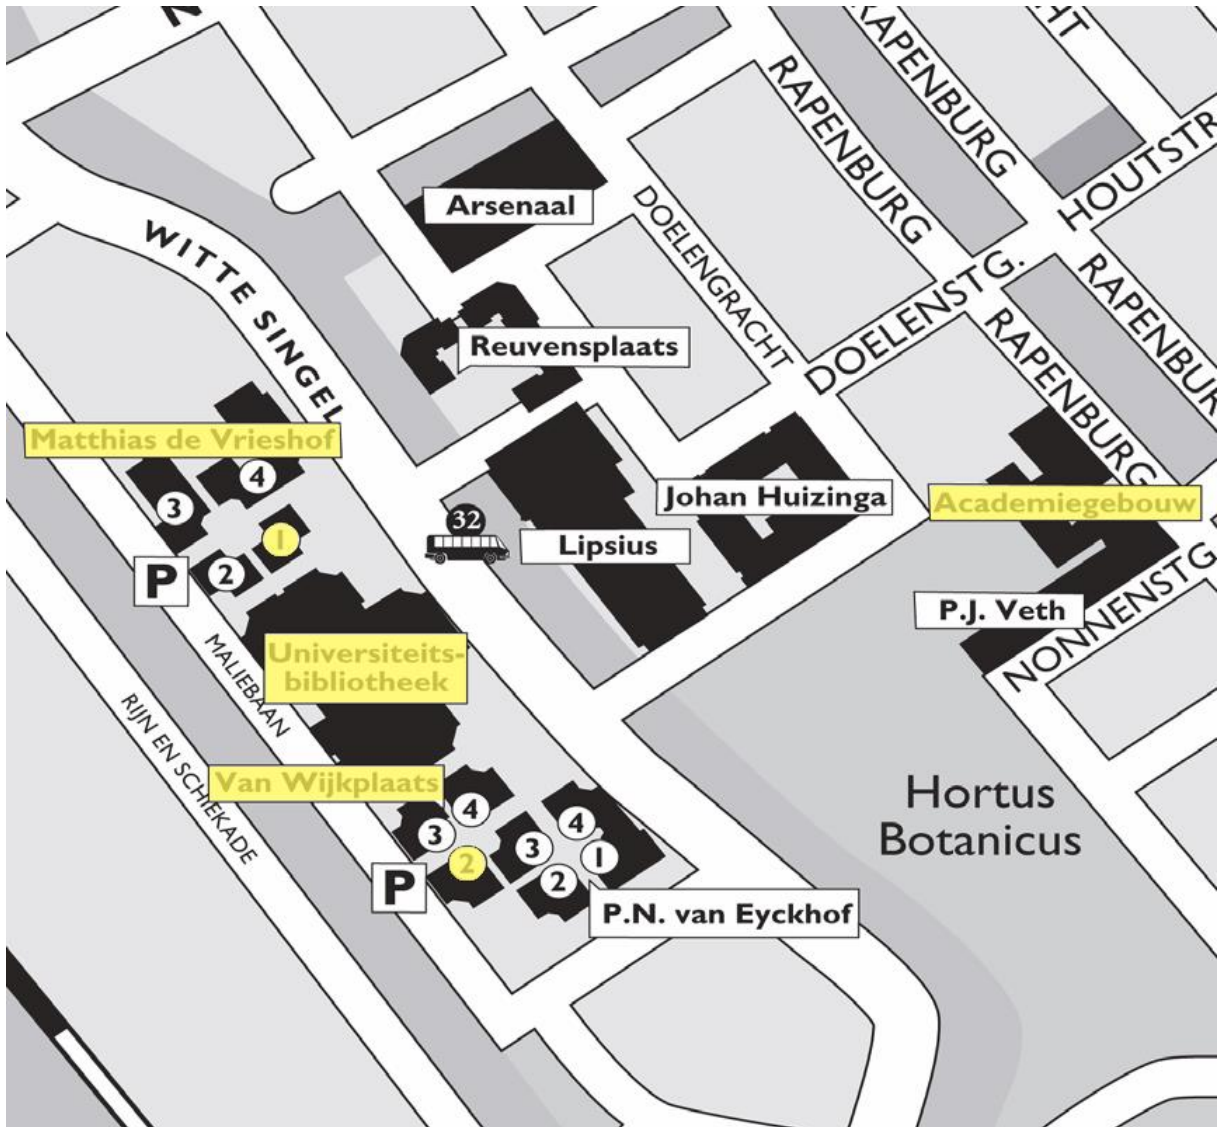 N
HT
RAPENBURG
RAPENBURG
HOUTSTR
Arsenaal
DOELENGRACHT
WITTE SINGEL
DOELENSTG.
RAPENBURG
RAPENBUR
Reuvensplaats
Matthias de Vrieshof
4
3
1
2
P
32
Johan Huizinga
Lipsius
Academiegebouw
P.J. Veth
NONNENSTG.
Universiteits-
bibliotheek
MALIEBAAN
RIJN EN SCHIEKADE
Van Wijkplaats
4
3
2
P
4
3
1
2
P.N. van Eyckhof
Hortus
Botanicus